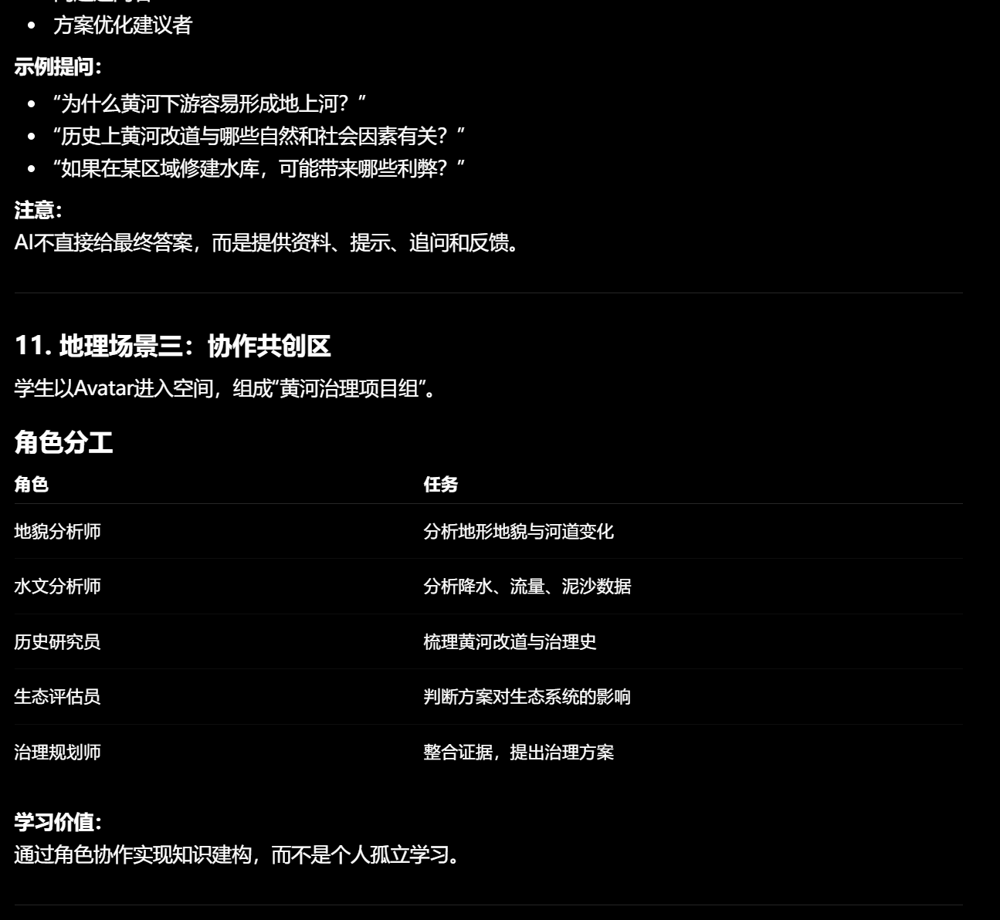 方案优化建议者
示例提问：
“为什么黄河下游容易形成地上河？”
“历史上黄河改道与哪些自然和社会因素有关？”
“如果在某区域修建水库，可能带来哪些利弊？”
注意：
AI不直接给最终答案，而是提供资料、提示、追问和反馈。
11. 地理场景三：协作共创区
学生以Avatar进入空间，组成“黄河治理项目组”。
角色分工
角色 任务
地貌分析师 分析地形地貌与河道变化
水文分析师 分析降水、流量、泥沙数据
历史研究员 梳理黄河改道与治理史
生态评估员 判断方案对生态系统的影响
治理规划师 整合证据，提出治理方案
学习价值：
通过角色协作实现知识建构，而不是个人孤立学习。